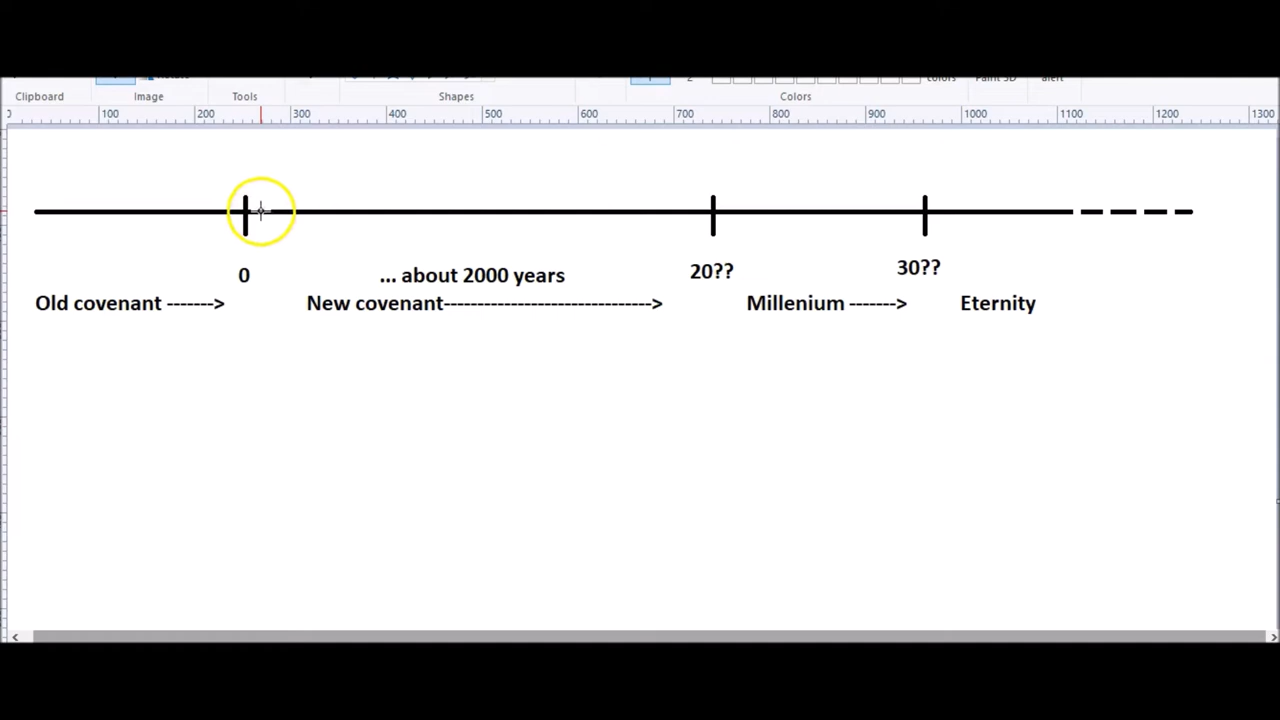 Clipboard Image Tools Shapes Colors
100 200 300 400 500 600 700 800 900 1000 1100 1200 1300
0 ... about 2000 years 20?? 30??
Old covenant -------> New covenant-------------------------------> Millenium -------> Eternity